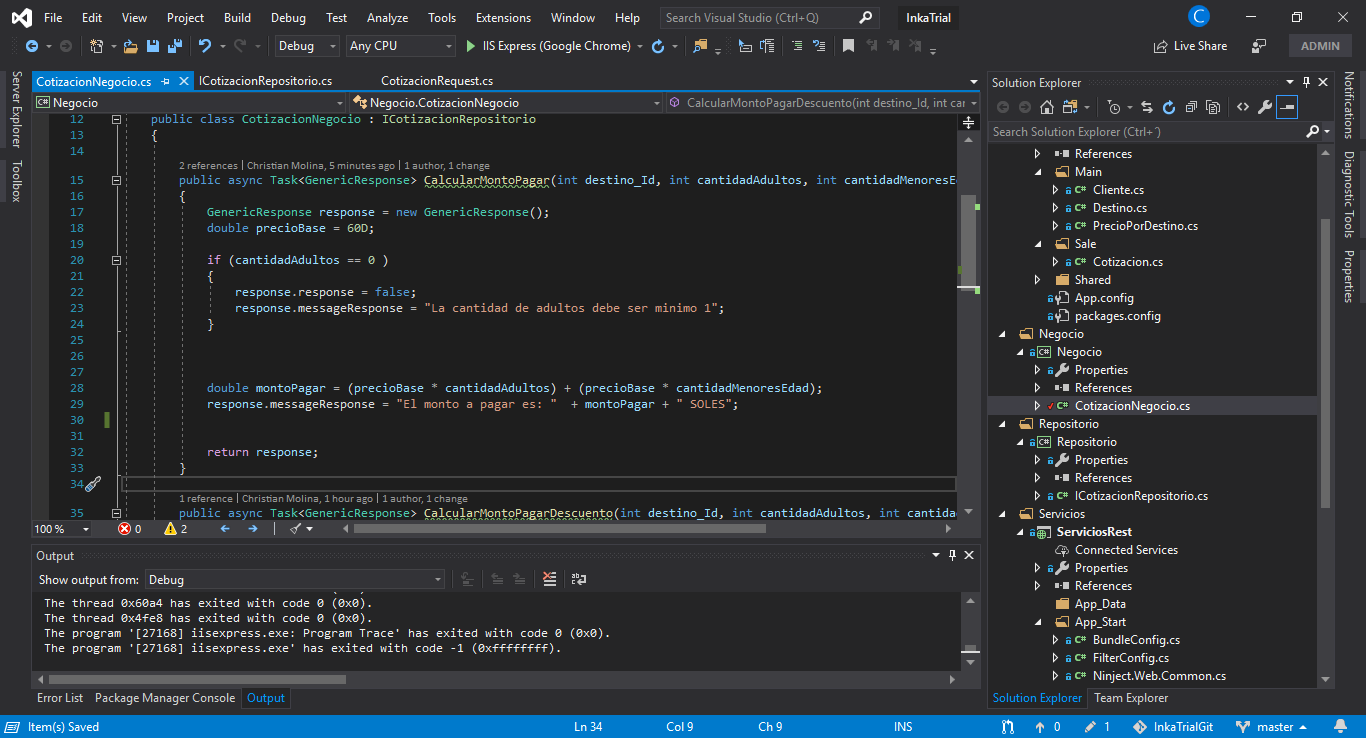 File Edit View Project Build Debug Test Analyze Tools Extensions Window Help Search Visual Studio (Ctrl+Q) InkaTrial C
Debug Any CPU IIS Express (Google Chrome) Live Share ADMIN
Server Explorer
Toolbox
CotizacionNegocio.cs ICotizacionRepositorio.cs CotizacionRequest.cs
Negocio Negocio.CotizacionNegocio CalcularMontoPagarDescuento(int destino_Id, int car
12 public class CotizacionNegocio : ICotizacionRepositorio
13 {
14
2 references | Christian Molina, 5 minutes ago | 1 author, 1 change
15 public async Task<GenericResponse> CalcularMontoPagar(int destino_Id, int cantidadAdultos, int cantidadMenoresEd
16 {
17 GenericResponse response = new GenericResponse();
18 double precioBase = 60D;
19
20 if (cantidadAdultos == 0 )
21 {
22 response.response = false;
23 response.messageResponse = "La cantidad de adultos debe ser minimo 1";
24 }
25
26
27
28 double montoPagar = (precioBase * cantidadAdultos) + (precioBase * cantidadMenoresEdad);
29 response.messageResponse = "El monto a pagar es: " + montoPagar + " SOLES";
30
31
32 return response;
33 }
34
1 reference | Christian Molina, 1 hour ago | 1 author, 1 change
35 public async Task<GenericResponse> CalcularMontoPagarDescuento(int destino_Id, int cantidadAdultos, int cantida
100 % 0 2
Output
Show output from: Debug
The thread 0x60a4 has exited with code 0 (0x0).
The thread 0x4fe8 has exited with code 0 (0x0).
The program '[27168] iisexpress.exe: Program Trace' has exited with code 0 (0x0).
The program '[27168] iisexpress.exe' has exited with code -1 (0xffffffff).
Error List Package Manager Console Output
Solution Explorer
Search Solution Explorer (Ctrl+´)
References
Main
C# Cliente.cs
C# Destino.cs
C# PrecioPorDestino.cs
Sale
C# Cotizacion.cs
Shared
App.config
packages.config
Negocio
C# Negocio
Properties
References
C# CotizacionNegocio.cs
Repositorio
C# Repositorio
Properties
References
C# ICotizacionRepositorio.cs
Servicios
ServiciosRest
Connected Services
Properties
References
App_Data
App_Start
C# BundleConfig.cs
C# FilterConfig.cs
C# Ninject.Web.Common.cs
Solution Explorer Team Explorer
Notifications
Diagnostic Tools
Properties
Item(s) Saved Ln 34 Col 9 Ch 9 INS 0 1 InkaTrialGit master